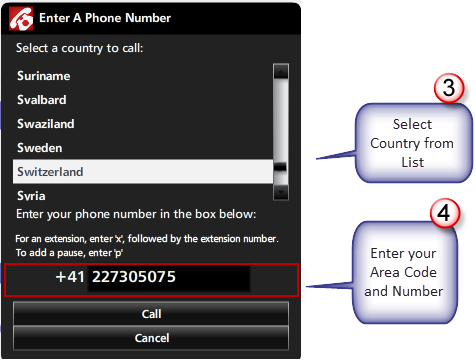 Enter A Phone Number
Select a country to call:
Suriname
Svalbard
Swaziland
Sweden
Switzerland
Syria
Enter your phone number in the box below:
For an extension, enter 'x', followed by the extension number.
To add a pause, enter 'p'
+41 227305075
Call
Cancel
3
Select
Country from
List
4
Enter your
Area Code
and Number